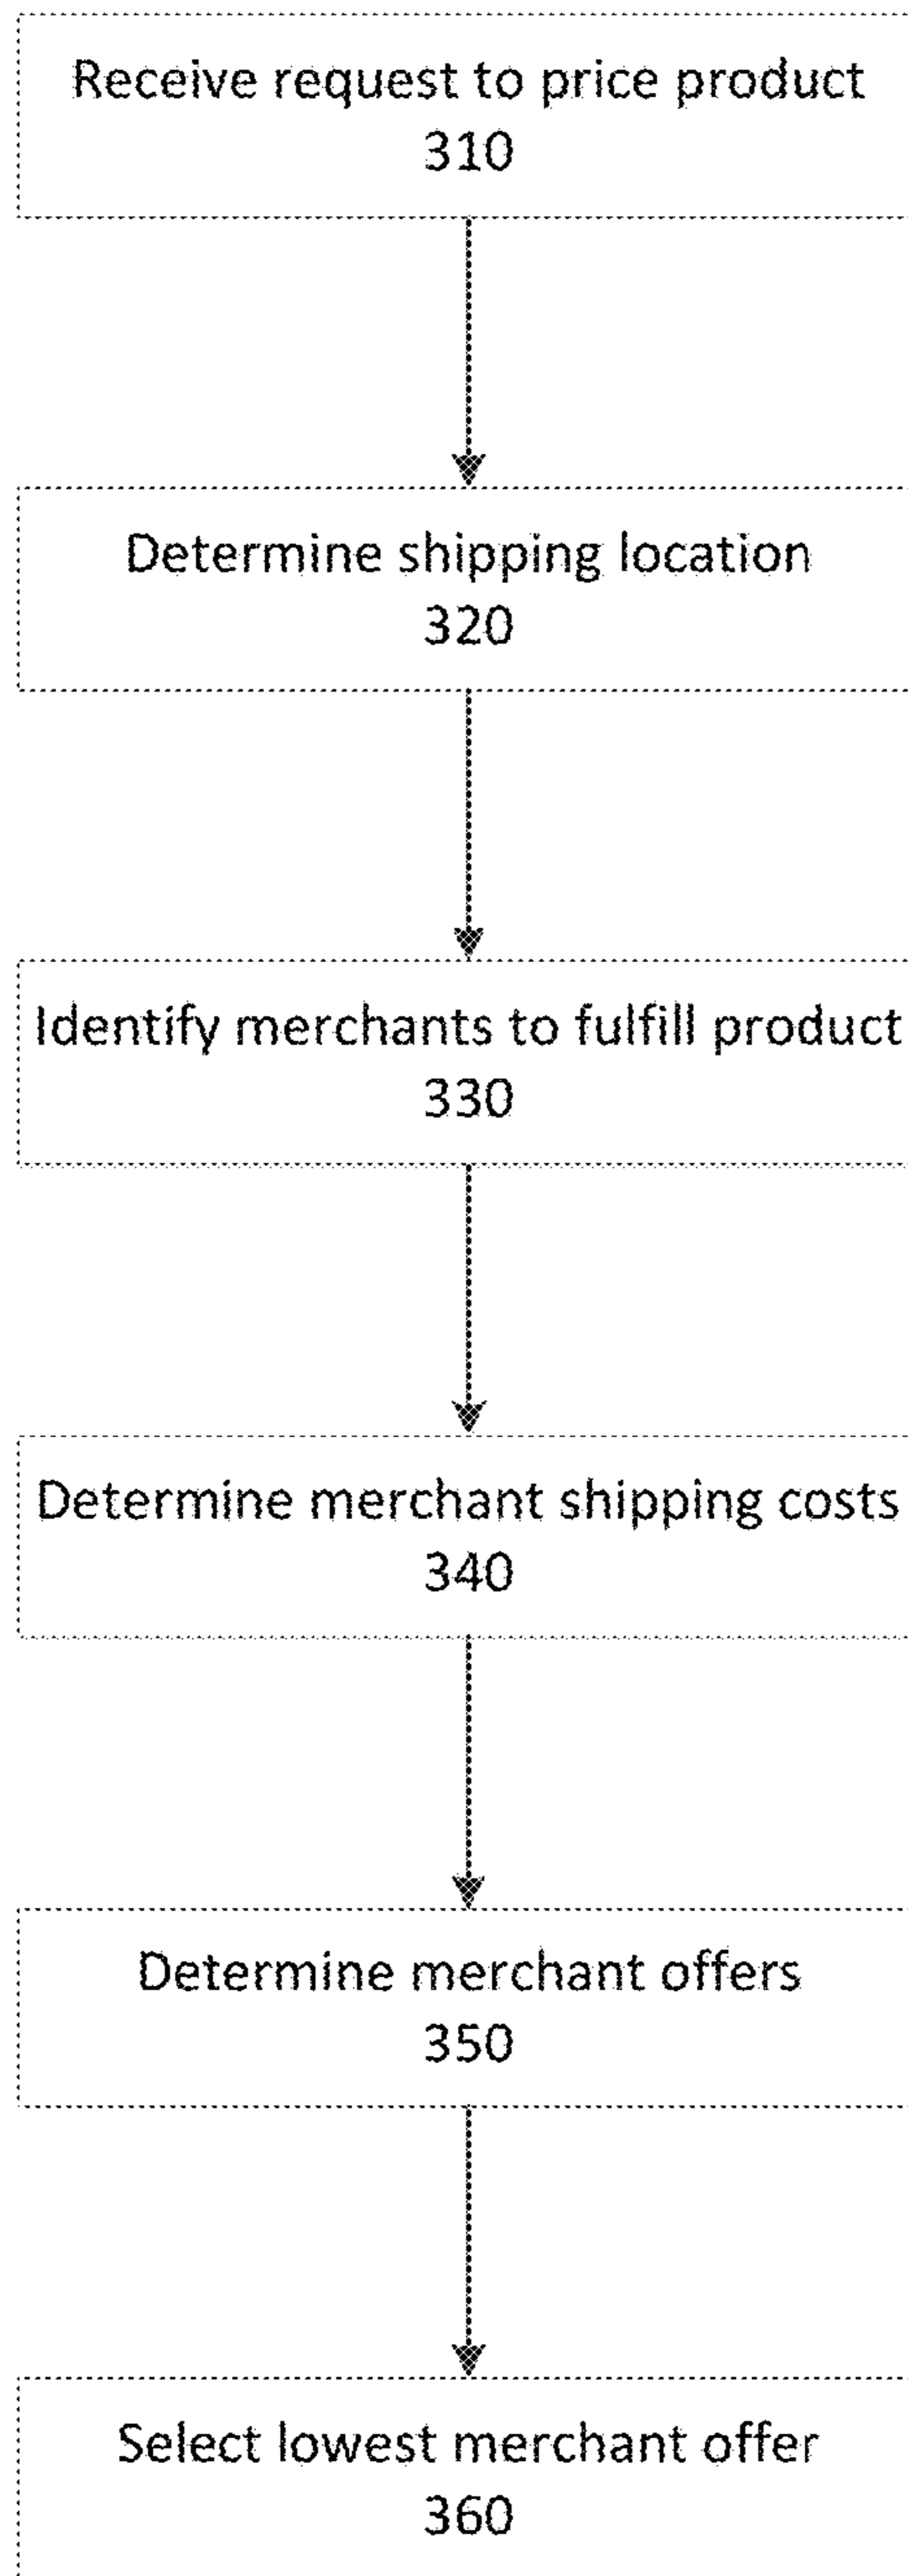 Receive request to price product
310
Determine shipping location
320
Identify merchants to fulfill product
330
Determine merchant shipping costs
340
Determine merchant offers
350
Select lowest merchant offer
360